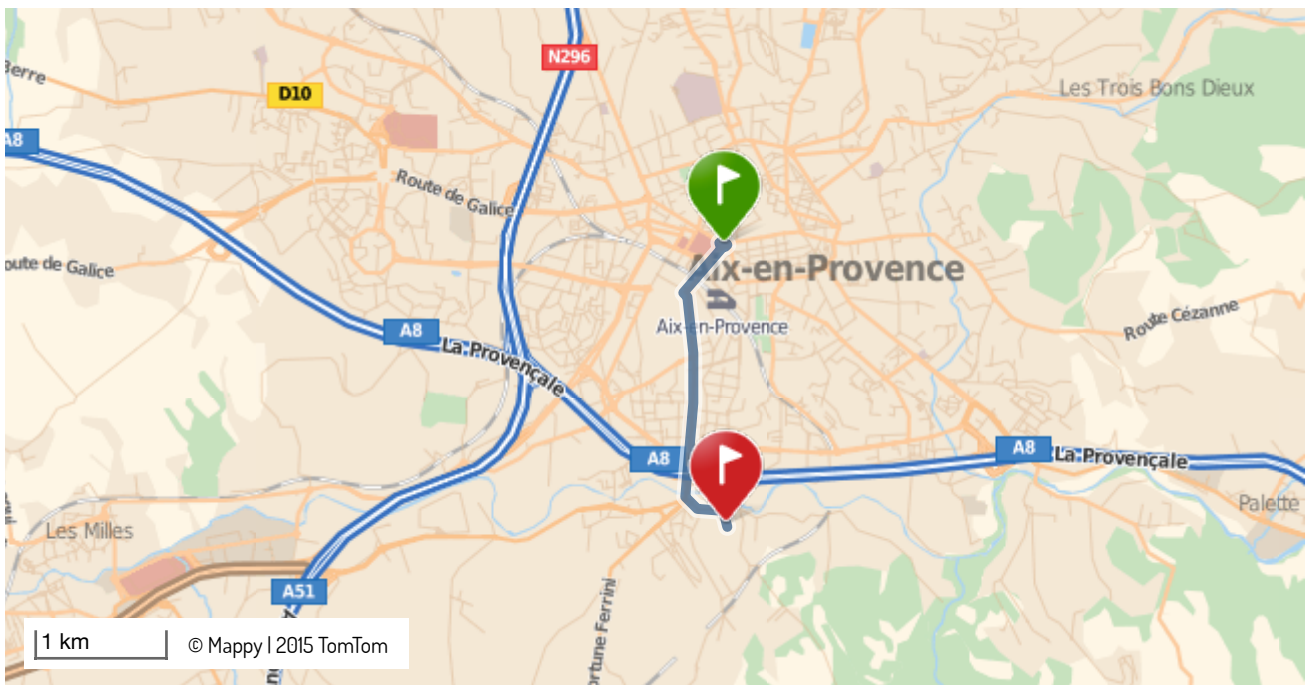 N296
Berre
D10
Les Trois Bons Dieux
A8
Route de Galice
oute de Galice
Aix-en-Provence
Route Cézanne
Aix-en-Provence
A8
La Provençale
A8
A8
La Provençale
Palette
Les Milles
A51
ortune Ferrini
1 km
© Mappy | 2015 TomTom